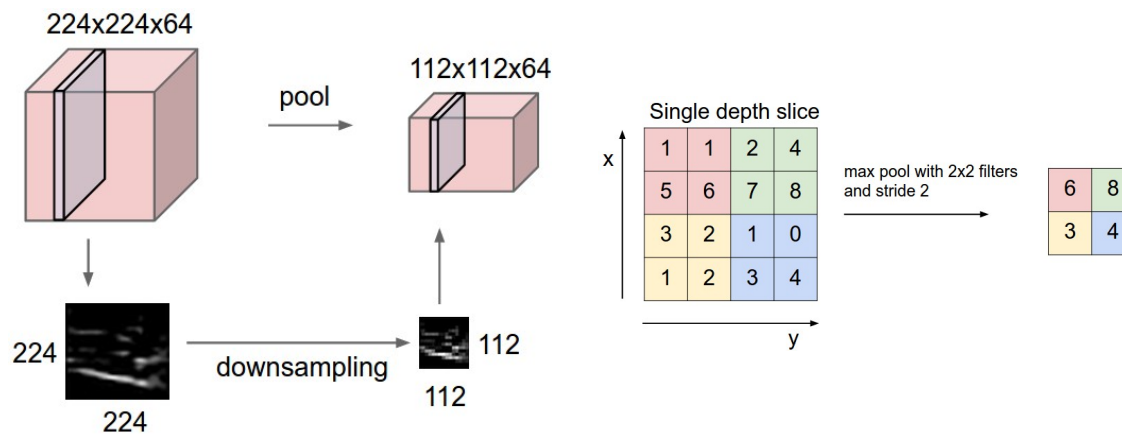 224x224x64
pool
112x112x64
224
224
downsampling
112
112
Single depth slice
x
1 1 2 4
5 6 7 8
3 2 1 0
1 2 3 4
y
max pool with 2x2 filters
and stride 2
6 8
3 4